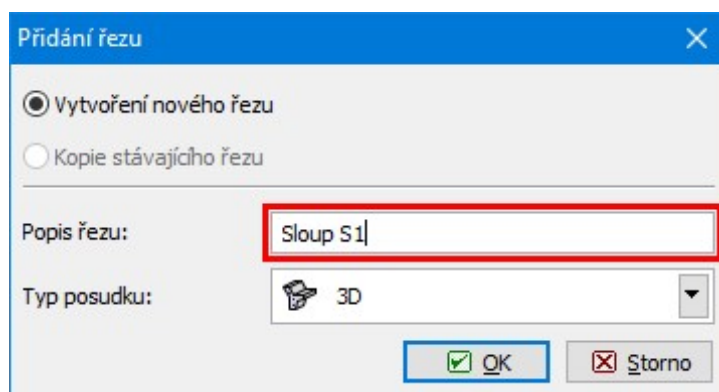 Přidání řezu
Vytvoření nového řezu
Kopie stávajícího řezu
Popis řezu: Sloup S1
Typ posudku: 3D
OK Storno